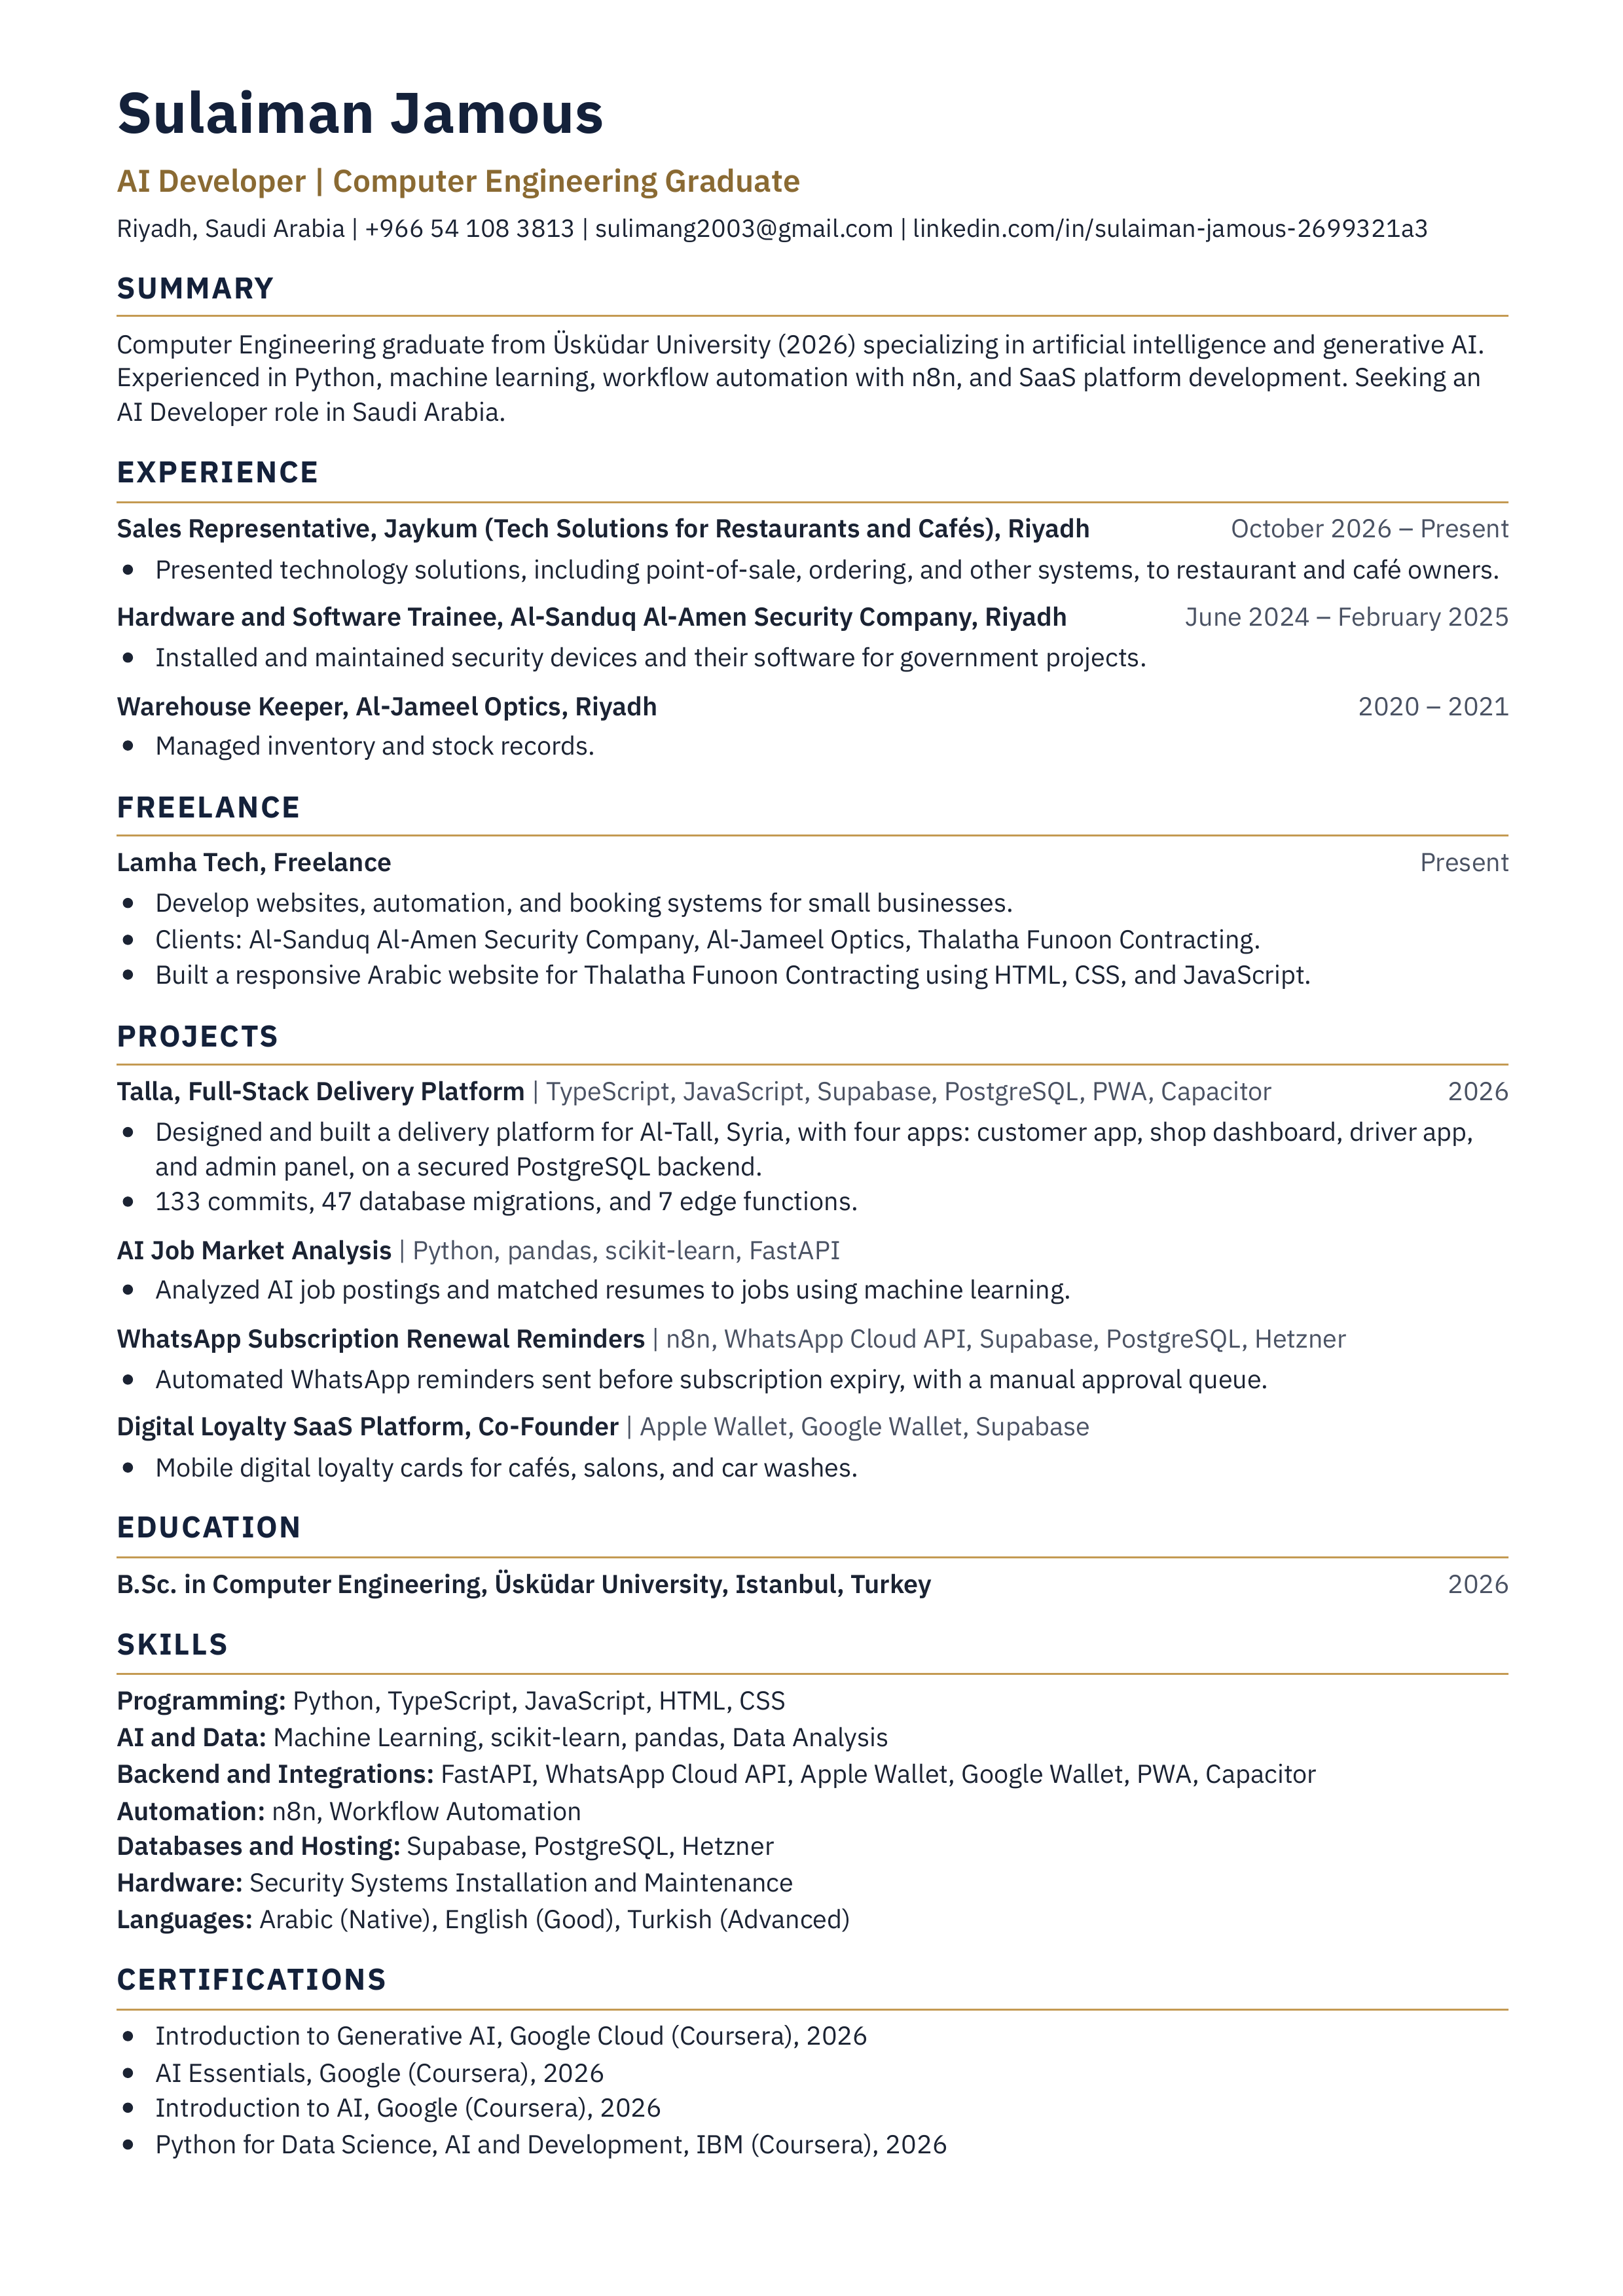 Sulaiman Jamous
AI Developer | Computer Engineering Graduate
Riyadh, Saudi Arabia | +966 54 108 3813 | sulimang2003@gmail.com | linkedin.com/in/sulaiman-jamous-2699321a3
SUMMARY
Computer Engineering graduate from Üsküdar University (2026) specializing in artificial intelligence and generative AI.
Experienced in Python, machine learning, workflow automation with n8n, and SaaS platform development. Seeking an
AI Developer role in Saudi Arabia.
EXPERIENCE
Sales Representative, Jaykum (Tech Solutions for Restaurants and Cafés), Riyadh October 2026 – Present
• Presented technology solutions, including point-of-sale, ordering, and other systems, to restaurant and café owners.
Hardware and Software Trainee, Al-Sanduq Al-Amen Security Company, Riyadh June 2024 – February 2025
• Installed and maintained security devices and their software for government projects.
Warehouse Keeper, Al-Jameel Optics, Riyadh 2020 – 2021
• Managed inventory and stock records.
FREELANCE
Lamha Tech, Freelance Present
• Develop websites, automation, and booking systems for small businesses.
• Clients: Al-Sanduq Al-Amen Security Company, Al-Jameel Optics, Thalatha Funoon Contracting.
• Built a responsive Arabic website for Thalatha Funoon Contracting using HTML, CSS, and JavaScript.
PROJECTS
Talla, Full-Stack Delivery Platform | TypeScript, JavaScript, Supabase, PostgreSQL, PWA, Capacitor 2026
• Designed and built a delivery platform for Al-Tall, Syria, with four apps: customer app, shop dashboard, driver app,
and admin panel, on a secured PostgreSQL backend.
• 133 commits, 47 database migrations, and 7 edge functions.
AI Job Market Analysis | Python, pandas, scikit-learn, FastAPI
• Analyzed AI job postings and matched resumes to jobs using machine learning.
WhatsApp Subscription Renewal Reminders | n8n, WhatsApp Cloud API, Supabase, PostgreSQL, Hetzner
• Automated WhatsApp reminders sent before subscription expiry, with a manual approval queue.
Digital Loyalty SaaS Platform, Co-Founder | Apple Wallet, Google Wallet, Supabase
• Mobile digital loyalty cards for cafés, salons, and car washes.
EDUCATION
B.Sc. in Computer Engineering, Üsküdar University, Istanbul, Turkey 2026
SKILLS
Programming: Python, TypeScript, JavaScript, HTML, CSS
AI and Data: Machine Learning, scikit-learn, pandas, Data Analysis
Backend and Integrations: FastAPI, WhatsApp Cloud API, Apple Wallet, Google Wallet, PWA, Capacitor
Automation: n8n, Workflow Automation
Databases and Hosting: Supabase, PostgreSQL, Hetzner
Hardware: Security Systems Installation and Maintenance
Languages: Arabic (Native), English (Good), Turkish (Advanced)
CERTIFICATIONS
• Introduction to Generative AI, Google Cloud (Coursera), 2026
• AI Essentials, Google (Coursera), 2026
• Introduction to AI, Google (Coursera), 2026
• Python for Data Science, AI and Development, IBM (Coursera), 2026